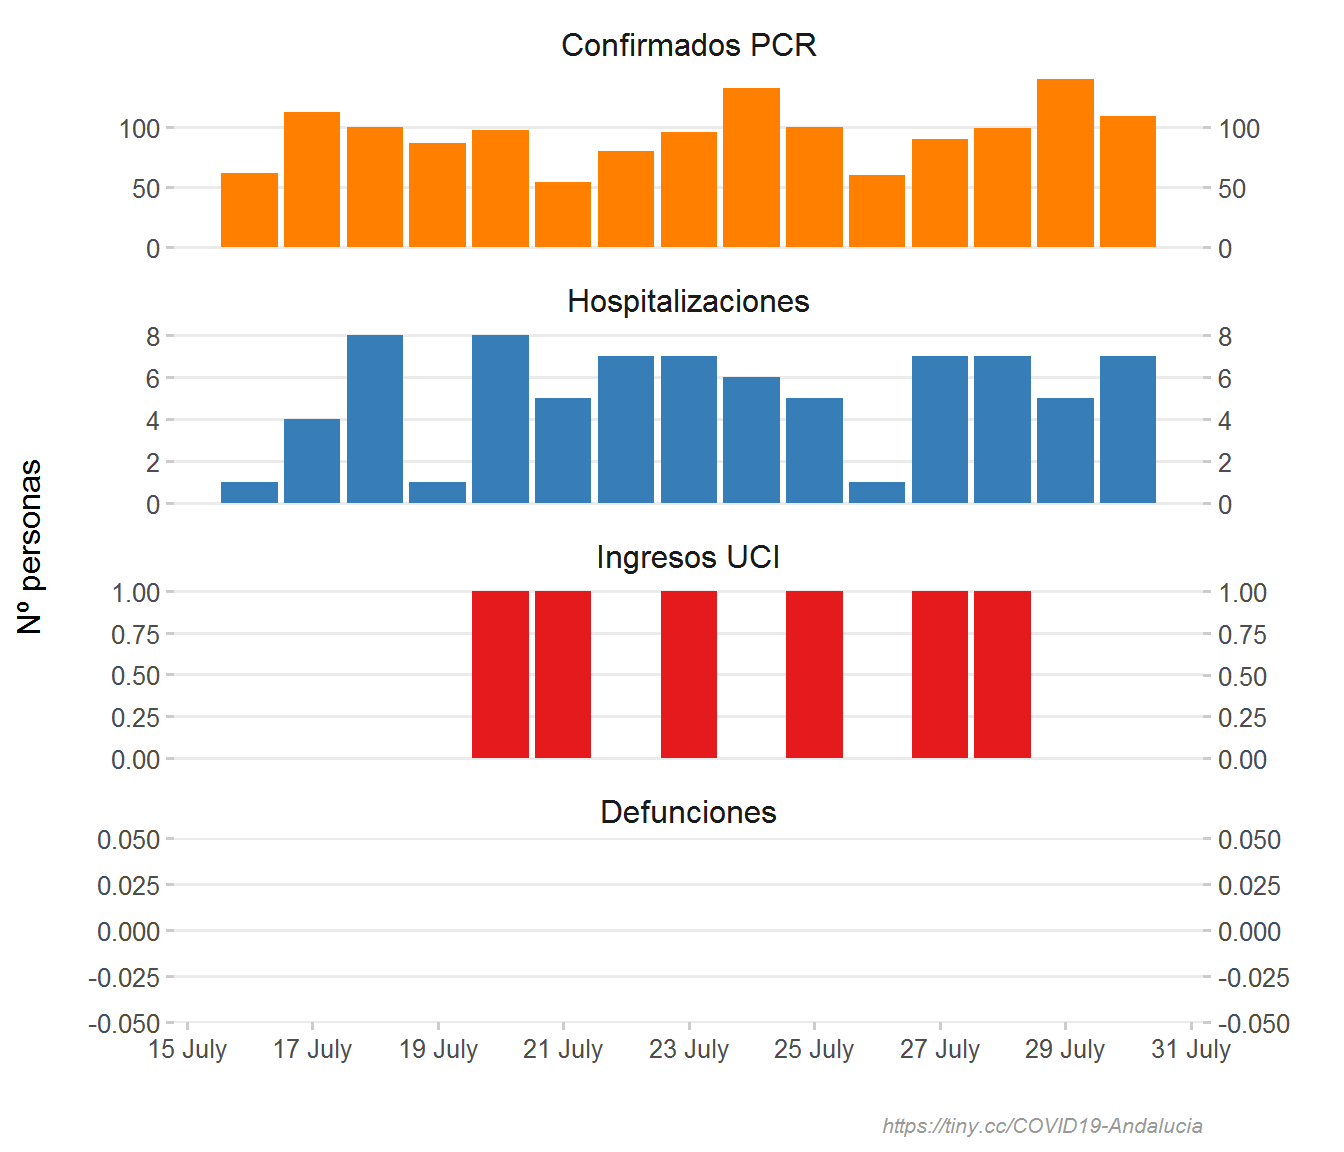 Confirmados PCR
100 100
50 50
0 0
Hospitalizaciones
8 8
6 6
4 4
2 2
0 0
Nº personas
Ingresos UCI
1.00 1.00
0.75 0.75
0.50 0.50
0.25 0.25
0.00 0.00
Defunciones
0.050 0.050
0.025 0.025
0.000 0.000
-0.025 -0.025
-0.050 -0.050
15 July 17 July 19 July 21 July 23 July 25 July 27 July 29 July 31 July
https://tiny.cc/COVID19-Andalucia